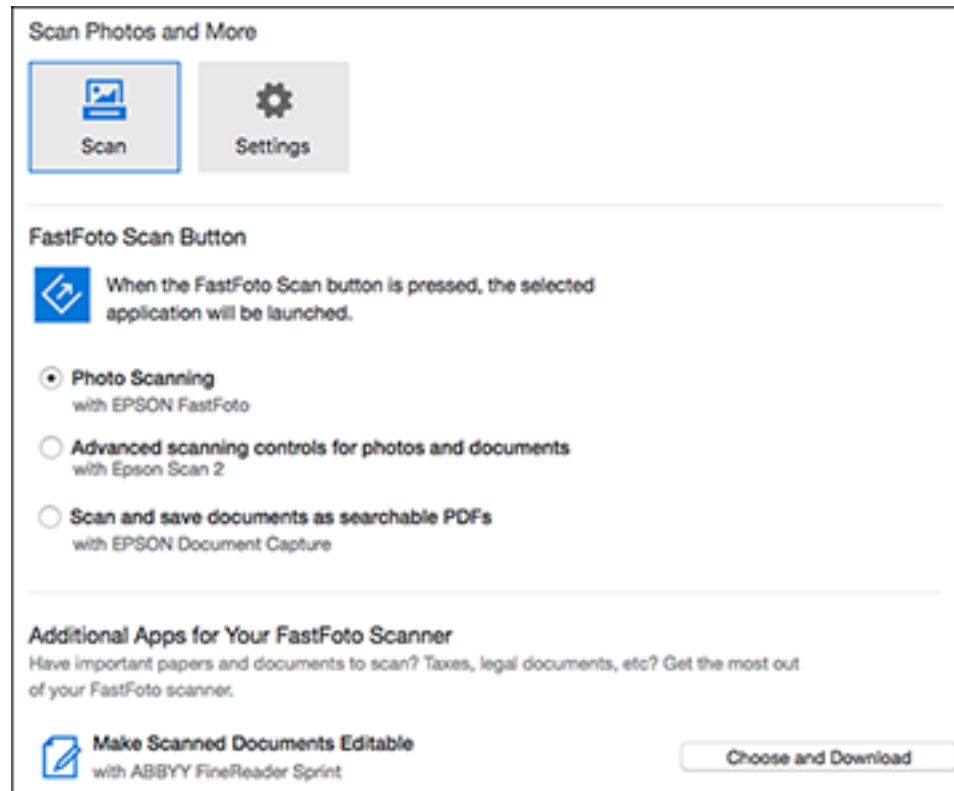 Scan Photos and More
Scan
Settings
FastFoto Scan Button
When the FastFoto Scan button is pressed, the selected
application will be launched.
Photo Scanning
with EPSON FastFoto
Advanced scanning controls for photos and documents
with Epson Scan 2
Scan and save documents as searchable PDFs
with EPSON Document Capture
Additional Apps for Your FastFoto Scanner
Have important papers and documents to scan? Taxes, legal documents, etc? Get the most out
of your FastFoto scanner.
Make Scanned Documents Editable
with ABBYY FineReader Sprint
Choose and Download